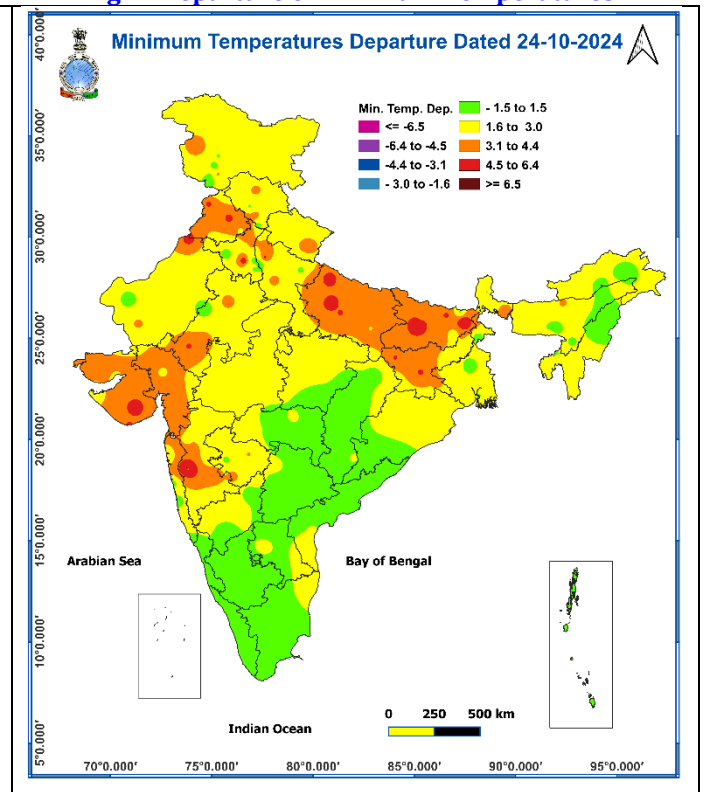 Minimum Temperatures Departure Dated 24-10-2024
Min. Temp. Dep.
<= -6.5
-6.4 to -4.5
-4.4 to -3.1
- 3.0 to -1.6
- 1.5 to 1.5
1.6 to 3.0
3.1 to 4.4
4.5 to 6.4
>= 6.5
40°0.000'
35°0.000'
30°0.000'
25°0.000'
20°0.000'
15°0.000'
10°0.000'
5°0.000'
Arabian Sea
Bay of Bengal
Indian Ocean
0 250 500 km
70°0.000' 75°0.000' 80°0.000' 85°0.000' 90°0.000' 95°0.000'